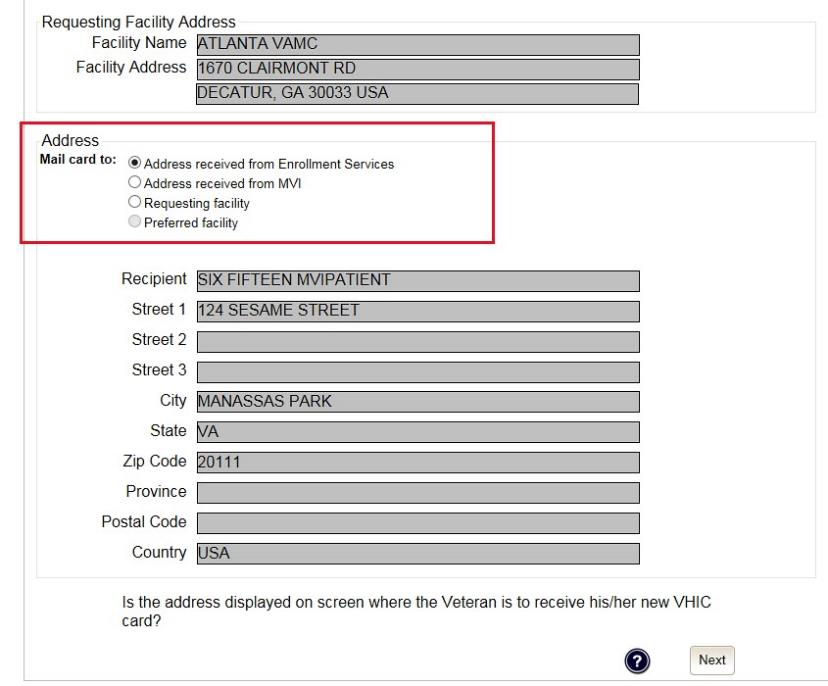 Requesting Facility Address
Facility Name ATLANTA VAMC
Facility Address 1670 CLAIRMONT RD
DECATUR, GA 30033 USA
Address
Mail card to: Address received from Enrollment Services
Address received from MVI
Requesting facility
Preferred facility
Recipient SIX FIFTEEN MVIPATIENT
Street 1 124 SESAME STREET
Street 2
Street 3
City MANASSAS PARK
State VA
Zip Code 20111
Province
Postal Code
Country USA
Is the address displayed on screen where the Veteran is to receive his/her new VHIC
card?
? Next